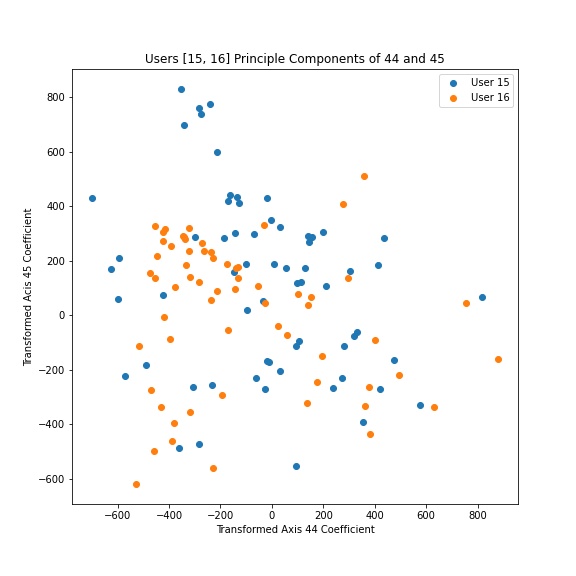 Users [15, 16] Principle Components of 44 and 45
User 15
User 16
800
600
400
200
0
−200
−400
−600
Transformed Acis 45 Coefficient
−600 −400 −200 0 200 400 600 800
Transformed Axis 44 Coefficient